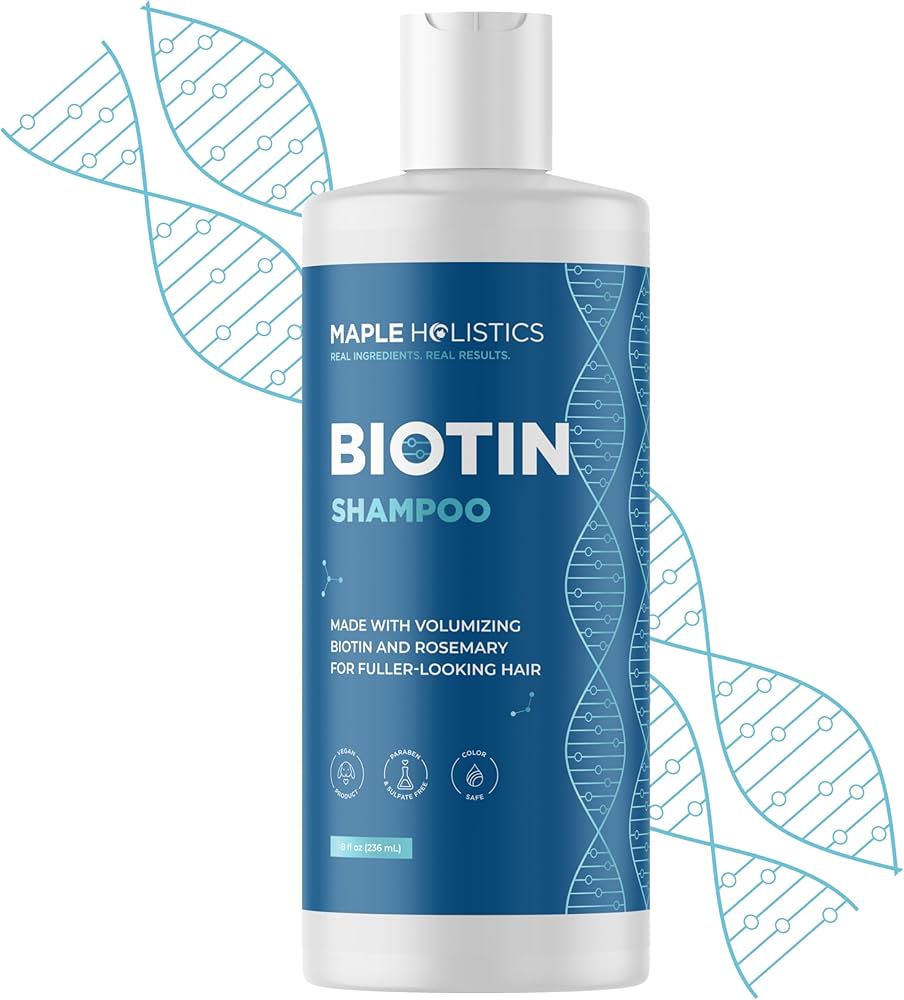 MAPLE HOLISTICS
REAL INGREDIENTS. REAL RESULTS.
BIOTIN
SHAMPOO
MADE WITH VOLUMIZING
BIOTIN AND ROSEMARY
FOR FULLER-LOOKING HAIR
VEGAN
PRODUCT
PARABEN
& SULFATE FREE
COLOR
SAFE
8 fl oz (236 mL)